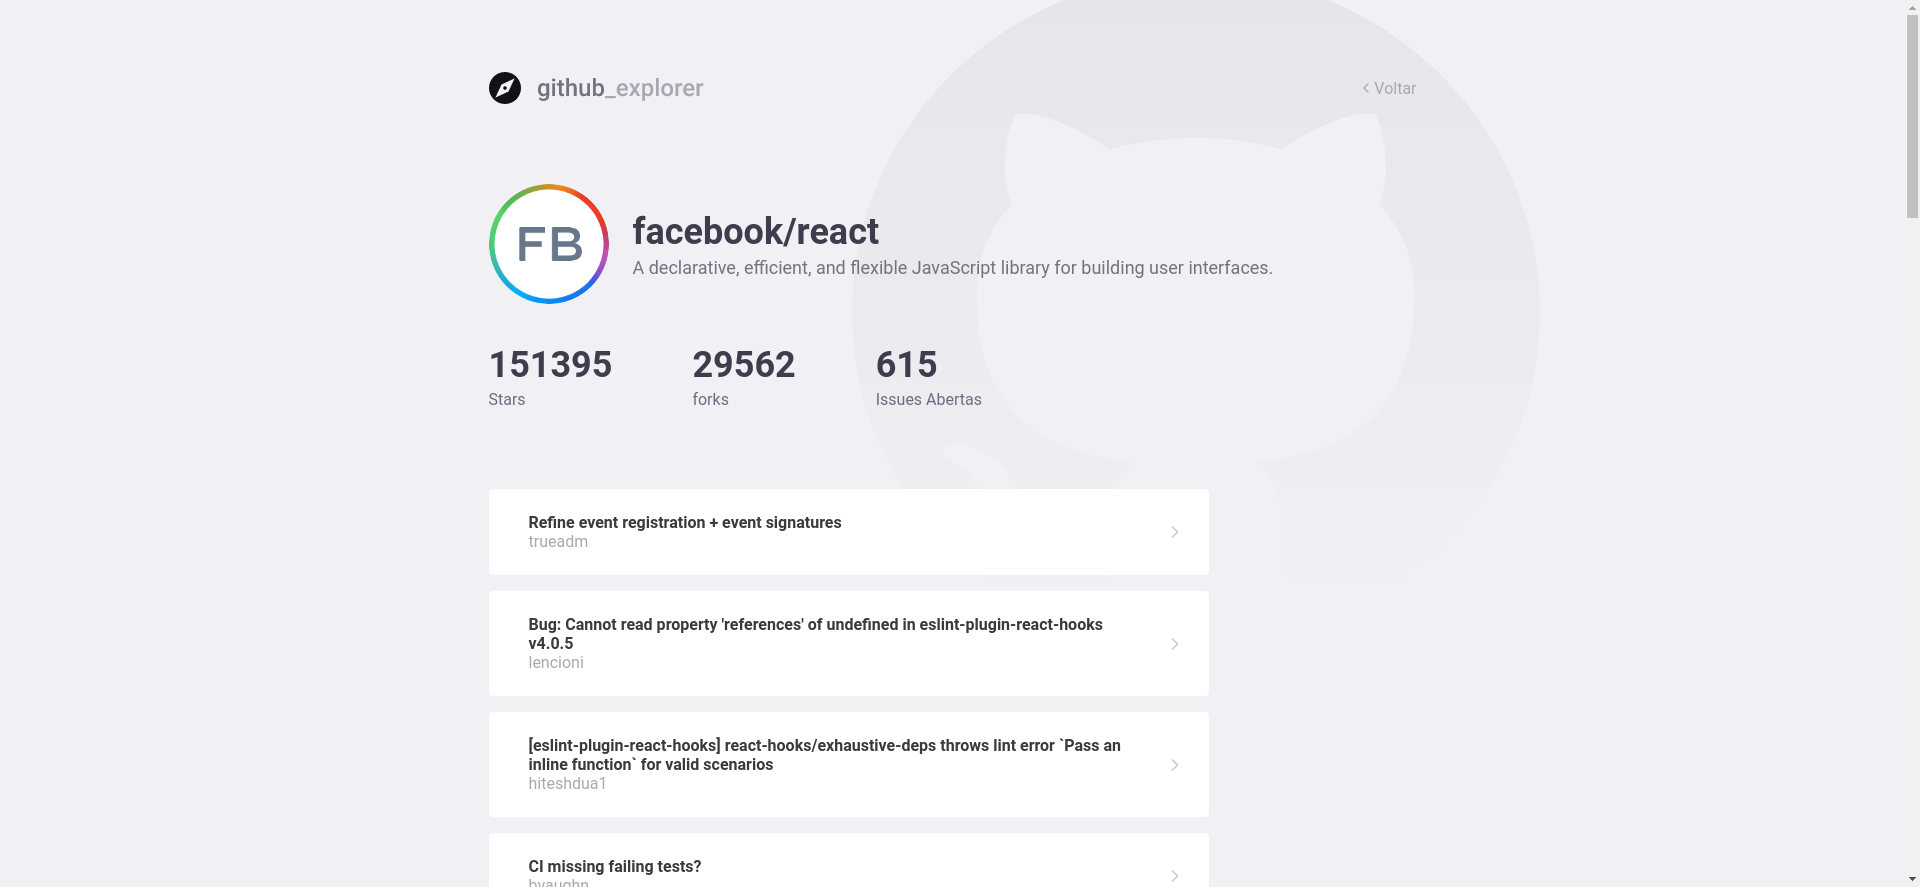 github_explorer
Voltar
FB
facebook/react
A declarative, efficient, and flexible JavaScript library for building user interfaces.
151395
29562
615
Stars
forks
Issues Abertas
Refine event registration + event signatures
trueadm
Bug: Cannot read property 'references' of undefined in eslint-plugin-react-hooks
v4.0.5
lencioni
[eslint-plugin-react-hooks] react-hooks/exhaustive-deps throws lint error `Pass an
inline function` for valid scenarios
hiteshdua1
CI missing failing tests?
bvaughn